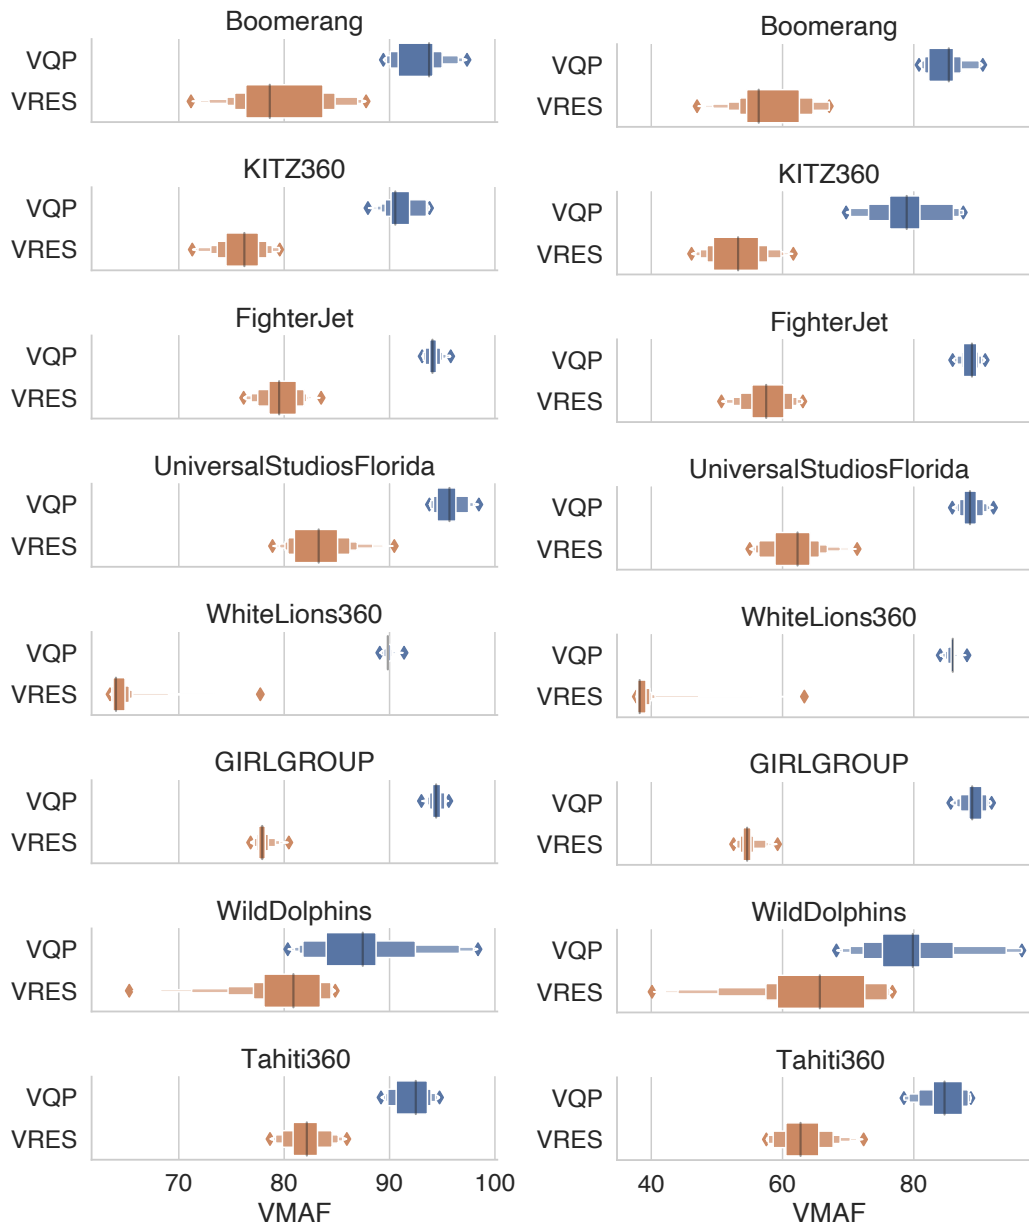 Boomerang
VQP
VRES
KITZ360
VQP
VRES
FighterJet
VQP
VRES
UniversalStudiosFlorida
VQP
VRES
WhiteLions360
VQP
VRES
GIRLGROUP
VQP
VRES
WildDolphins
VQP
VRES
Tahiti360
VQP
VRES
70 80 90 100
VMAF
Boomerang
VQP
VRES
KITZ360
VQP
VRES
FighterJet
VQP
VRES
UniversalStudiosFlorida
VQP
VRES
WhiteLions360
VQP
VRES
GIRLGROUP
VQP
VRES
WildDolphins
VQP
VRES
Tahiti360
VQP
VRES
40 60 80
VMAF